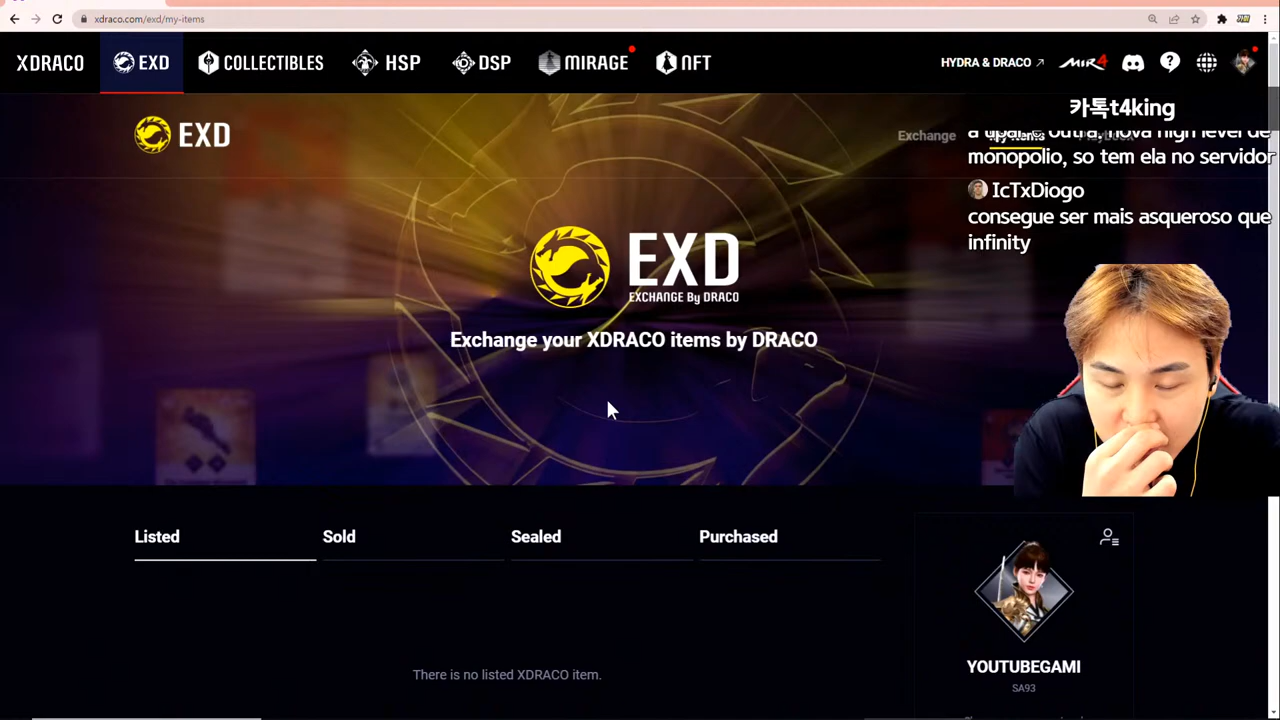 xdraco.com/exd/my-items
XDRACO EXD COLLECTIBLES HSP DSP MIRAGE NFT HYDRA & DRACO ↗ MIR4
카톡t4king
EXD Exchange
monopolio, so tem ela no servidor
IcTxDiogo
consegue ser mais asqueroso que
infinity
EXD
EXCHANGE By DRACO
Exchange your XDRACO items by DRACO
Listed Sold Sealed Purchased
There is no listed XDRACO item.
YOUTUBEGAMI
SA93